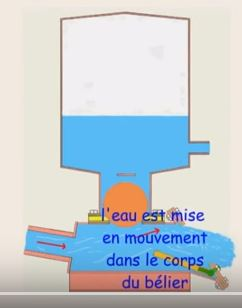 l'eau est mise
en mouvement
dans le corps
du bélier